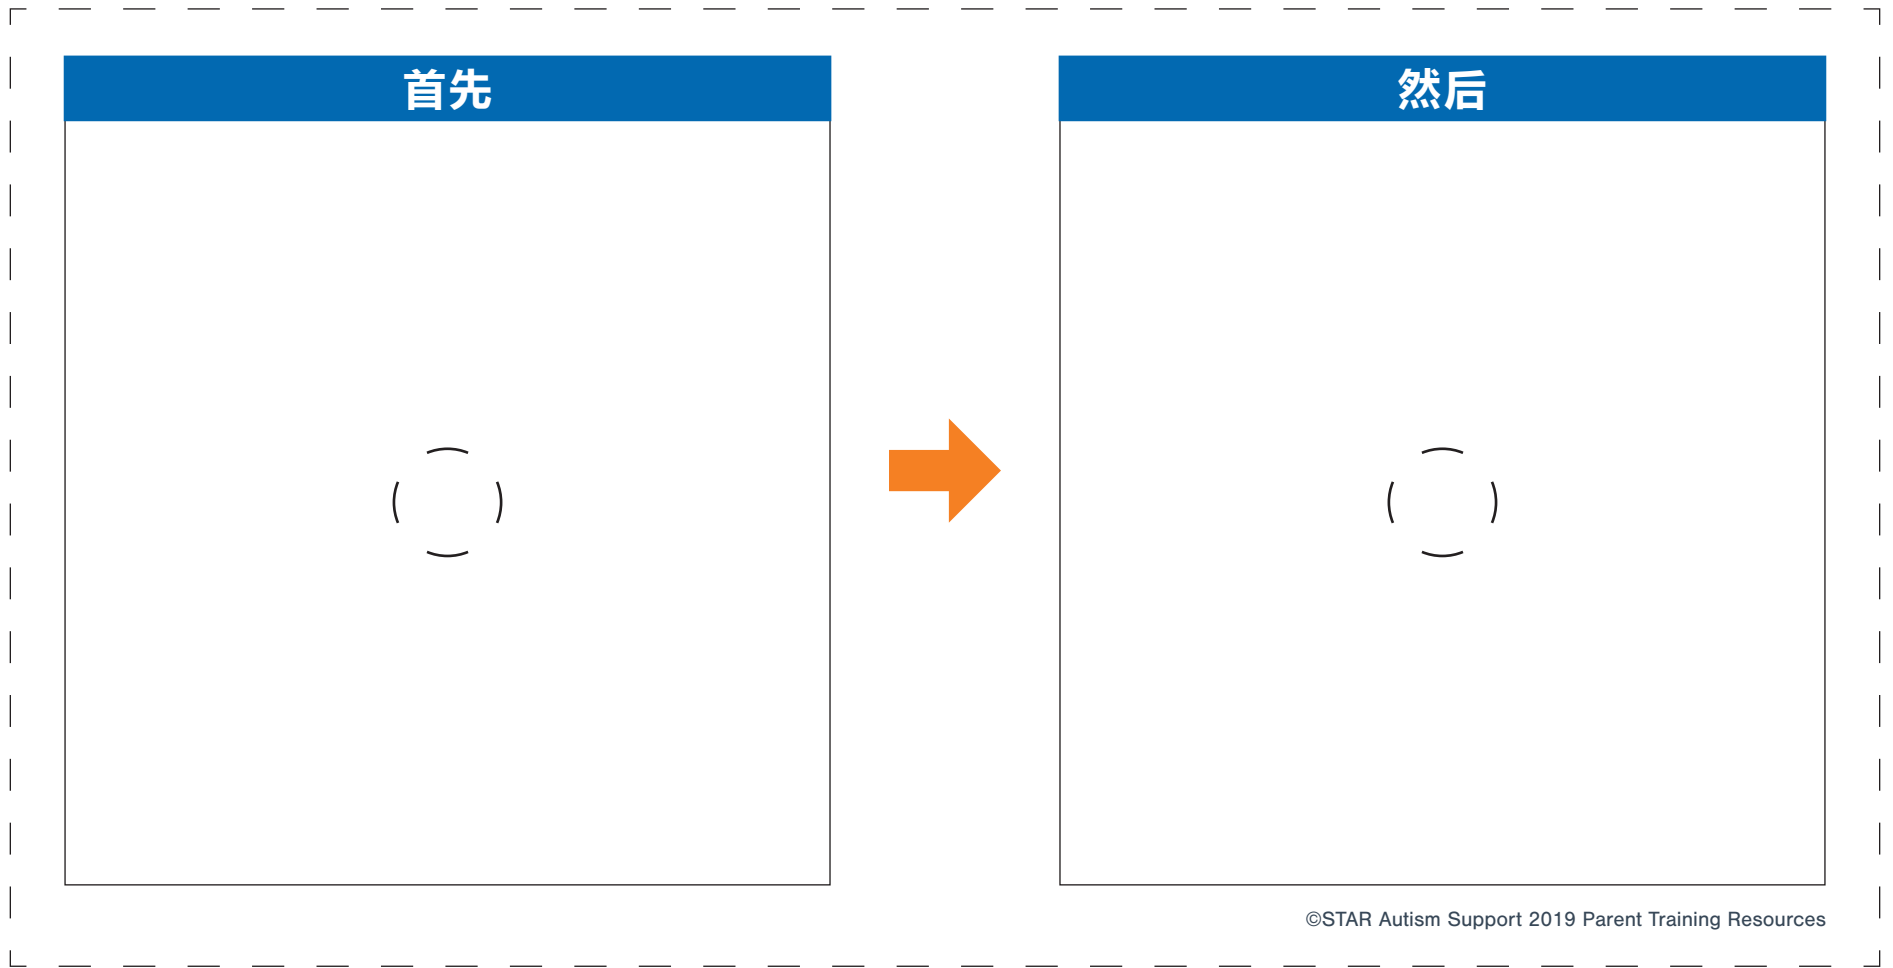 首先
然后
©STAR Autism Support 2019 Parent Training Resources